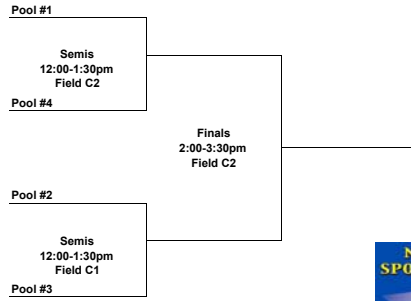 Pool #1
Semis
12:00-1:30pm
Field C2
Pool #4
Finals
2:00-3:30pm
Field C2
Pool #2
Semis
12:00-1:30pm
Field C1
Pool #3